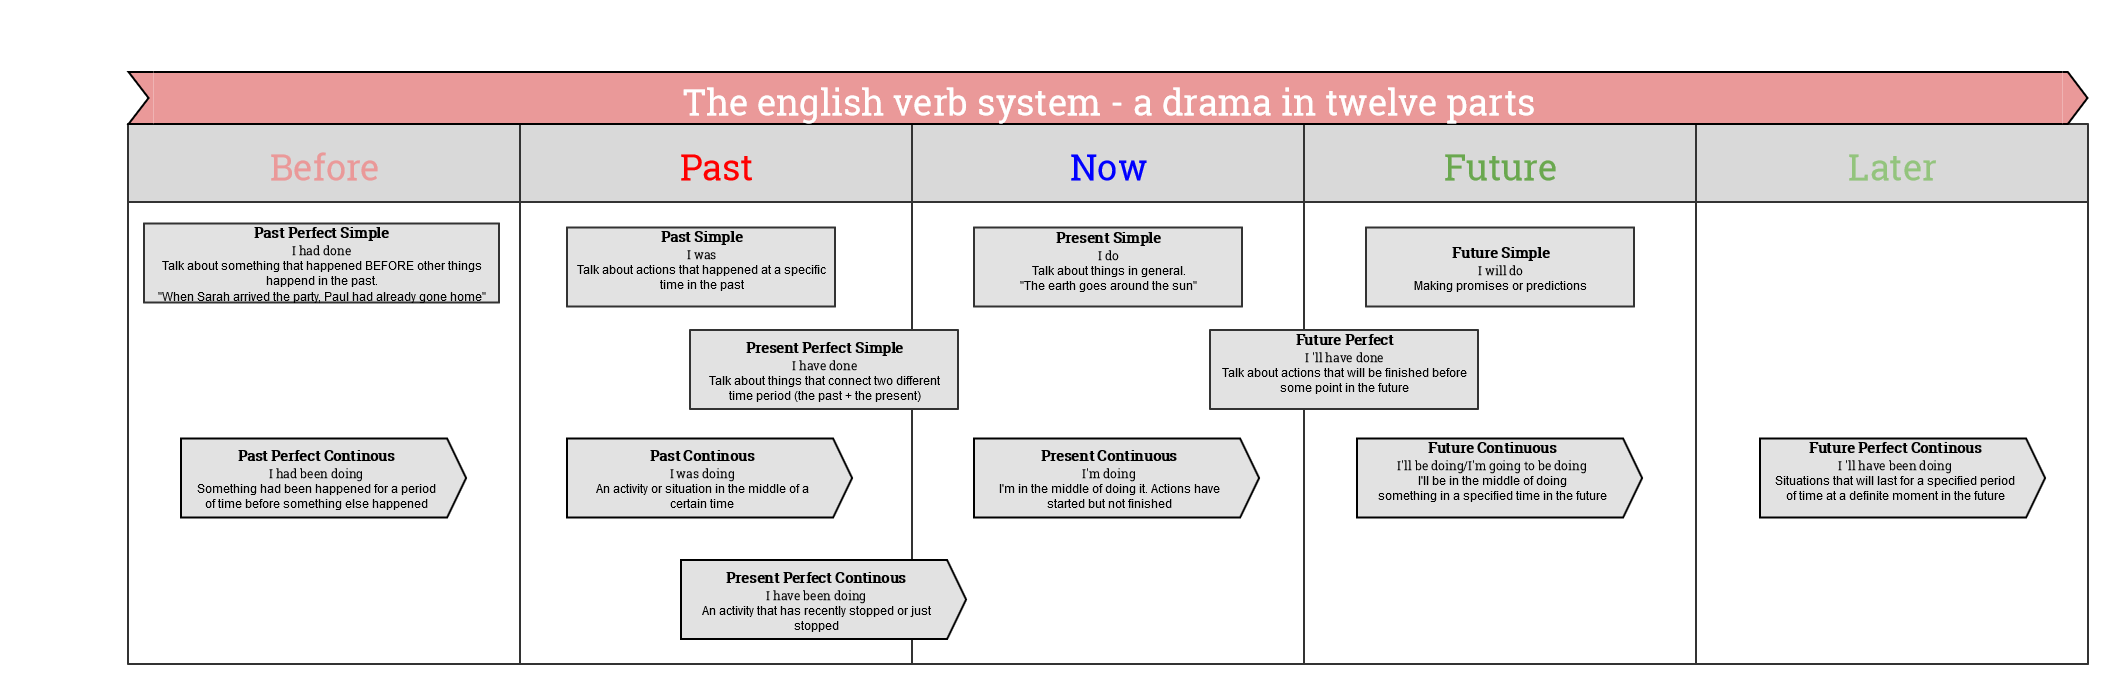 The english verb system - a drama in twelve parts
Before
Past
Now
Future
Later
Past Perfect Simple
I had done
Talk about something that happened BEFORE other things
happend in the past.
"When Sarah arrived the party, Paul had already gone home"
Past Simple
I was
Talk about actions that happened at a specific
time in the past
Present Simple
I do
Talk about things in general.
"The earth goes around the sun"
Future Simple
I will do
Making promises or predictions
Present Perfect Simple
I have done
Talk about things that connect two different
time period (the past + the present)
Future Perfect
I 'll have done
Talk about actions that will be finished before
some point in the future
Past Perfect Continous
I had been doing
Something had been happened for a period
of time before something else happened
Past Continous
I was doing
An activity or situation in the middle of a
certain time
Present Continuous
I'm doing
I'm in the middle of doing it. Actions have
started but not finished
Future Continuous
I'll be doing/I'm going to be doing
I'll be in the middle of doing
something in a specified time in the future
Future Perfect Continous
I 'll have been doing
Situations that will last for a specified period
of time at a definite moment in the future
Present Perfect Continous
I have been doing
An activity that has recently stopped or just
stopped